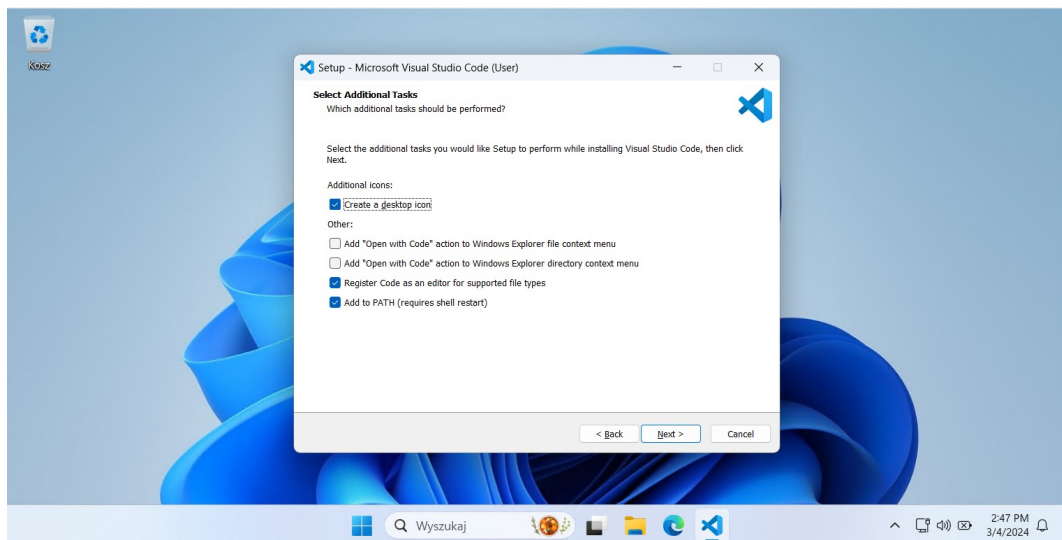 Kosz
Setup - Microsoft Visual Studio Code (User)
Select Additional Tasks
Which additional tasks should be performed?
Select the additional tasks you would like Setup to perform while installing Visual Studio Code, then click
Next.
Additional icons:
Create a desktop icon
Other:
Add "Open with Code" action to Windows Explorer file context menu
Add "Open with Code" action to Windows Explorer directory context menu
Register Code as an editor for supported file types
Add to PATH (requires shell restart)
< Back
Next >
Cancel
Wyszukaj
2:47 PM
3/4/2024